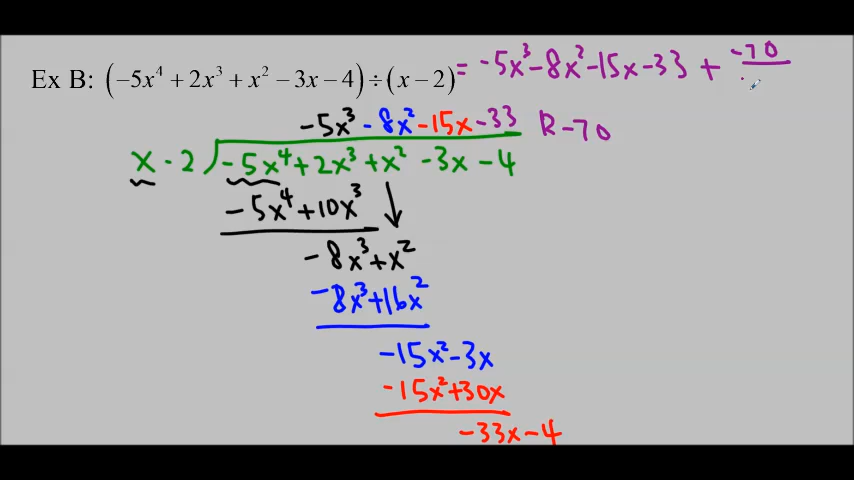 Ex B: (−5x⁴ + 2x³ + x² − 3x − 4) ÷ (x − 2) = -5x³ - 8x² - 15x - 33 + -70
-5x³ - 8x² - 15x - 33 R -70
x - 2 ) -5x⁴ + 2x³ + x² - 3x - 4
-5x⁴ + 10x³
-8x³ + x²
-8x³ + 16x²
-15x² - 3x
-15x² + 30x
-33x - 4